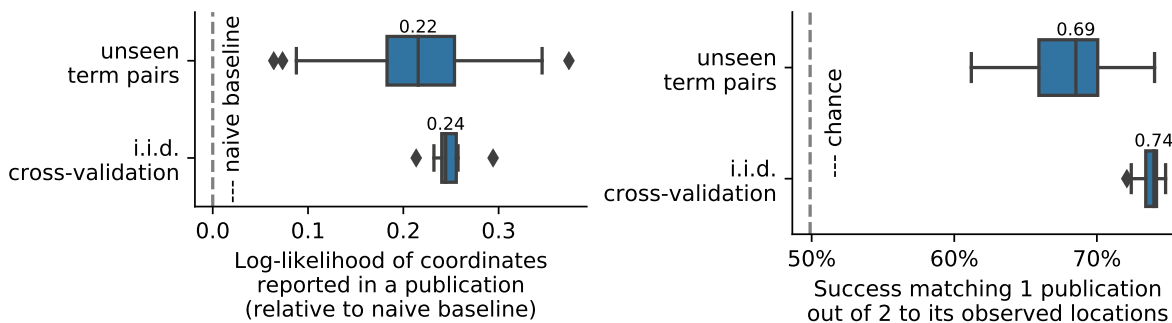 unseen
term pairs
i.i.d.
cross-validation
0.22
0.24
--- naive baseline
0.0 0.1 0.2 0.3
Log-likelihood of coordinates
reported in a publication
(relative to naive baseline)
unseen
term pairs
i.i.d.
cross-validation
0.69
0.74
--- chance
50% 60% 70%
Success matching 1 publication
out of 2 to its observed locations